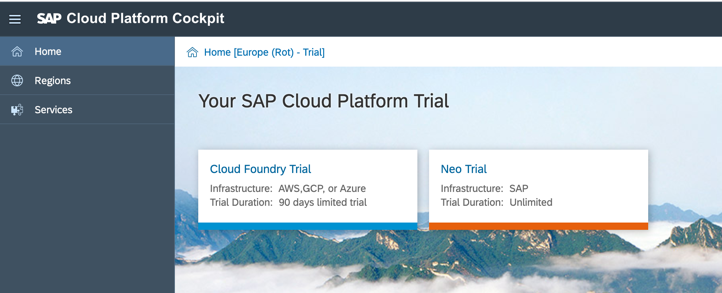 SAP Cloud Platform Cockpit
Home
Home [Europe (Rot) - Trial]
Regions
Services
Your SAP Cloud Platform Trial
Cloud Foundry Trial
Infrastructure: AWS,GCP, or Azure
Trial Duration: 90 days limited trial
Neo Trial
Infrastructure: SAP
Trial Duration: Unlimited